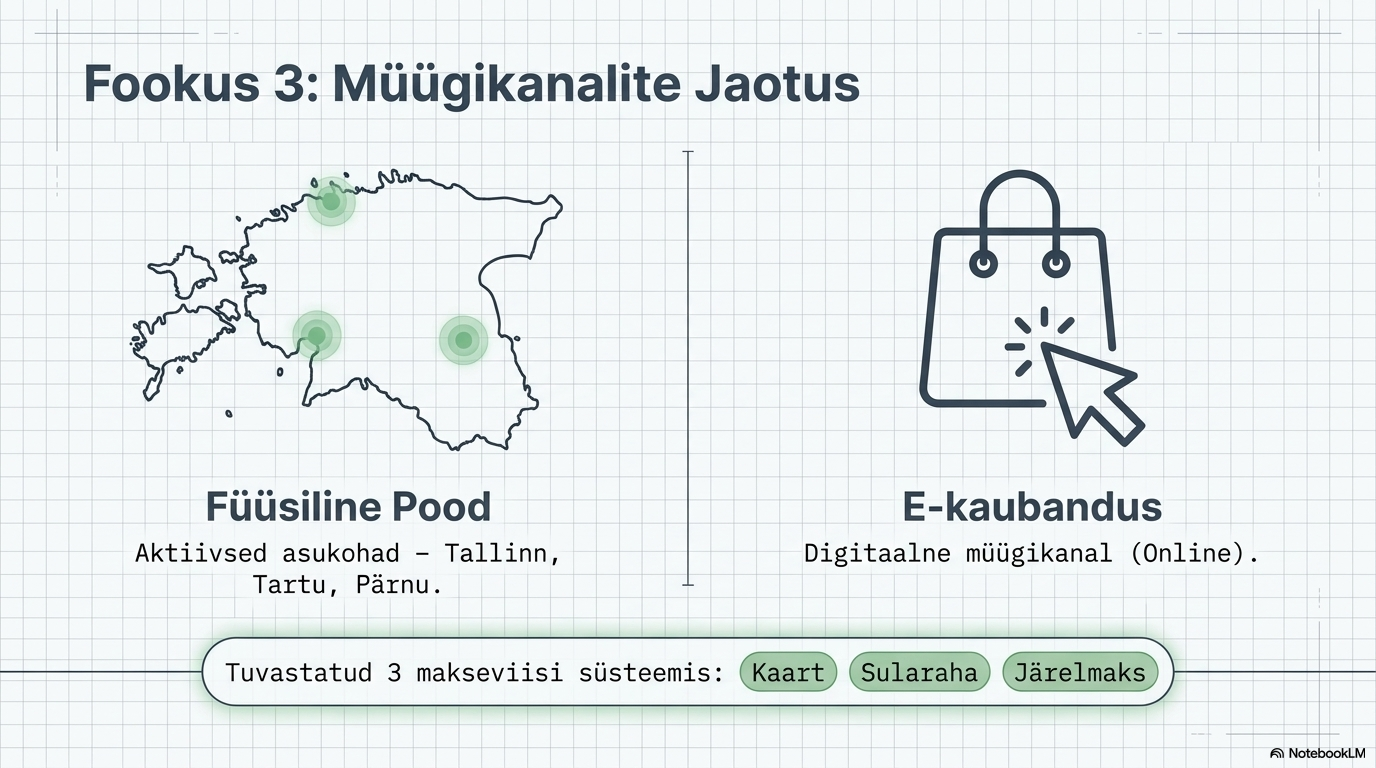 Fookus 3: Müügikanalite Jaotus
Füüsiline Pood
Aktiivsed asukohad – Tallinn,
Tartu, Pärnu.
E-kaubandus
Digitaalne müügikanal (Online).
Tuvastatud 3 makseviisi süsteemis: Kaart Sularaha Järelmaks
NotebookLM